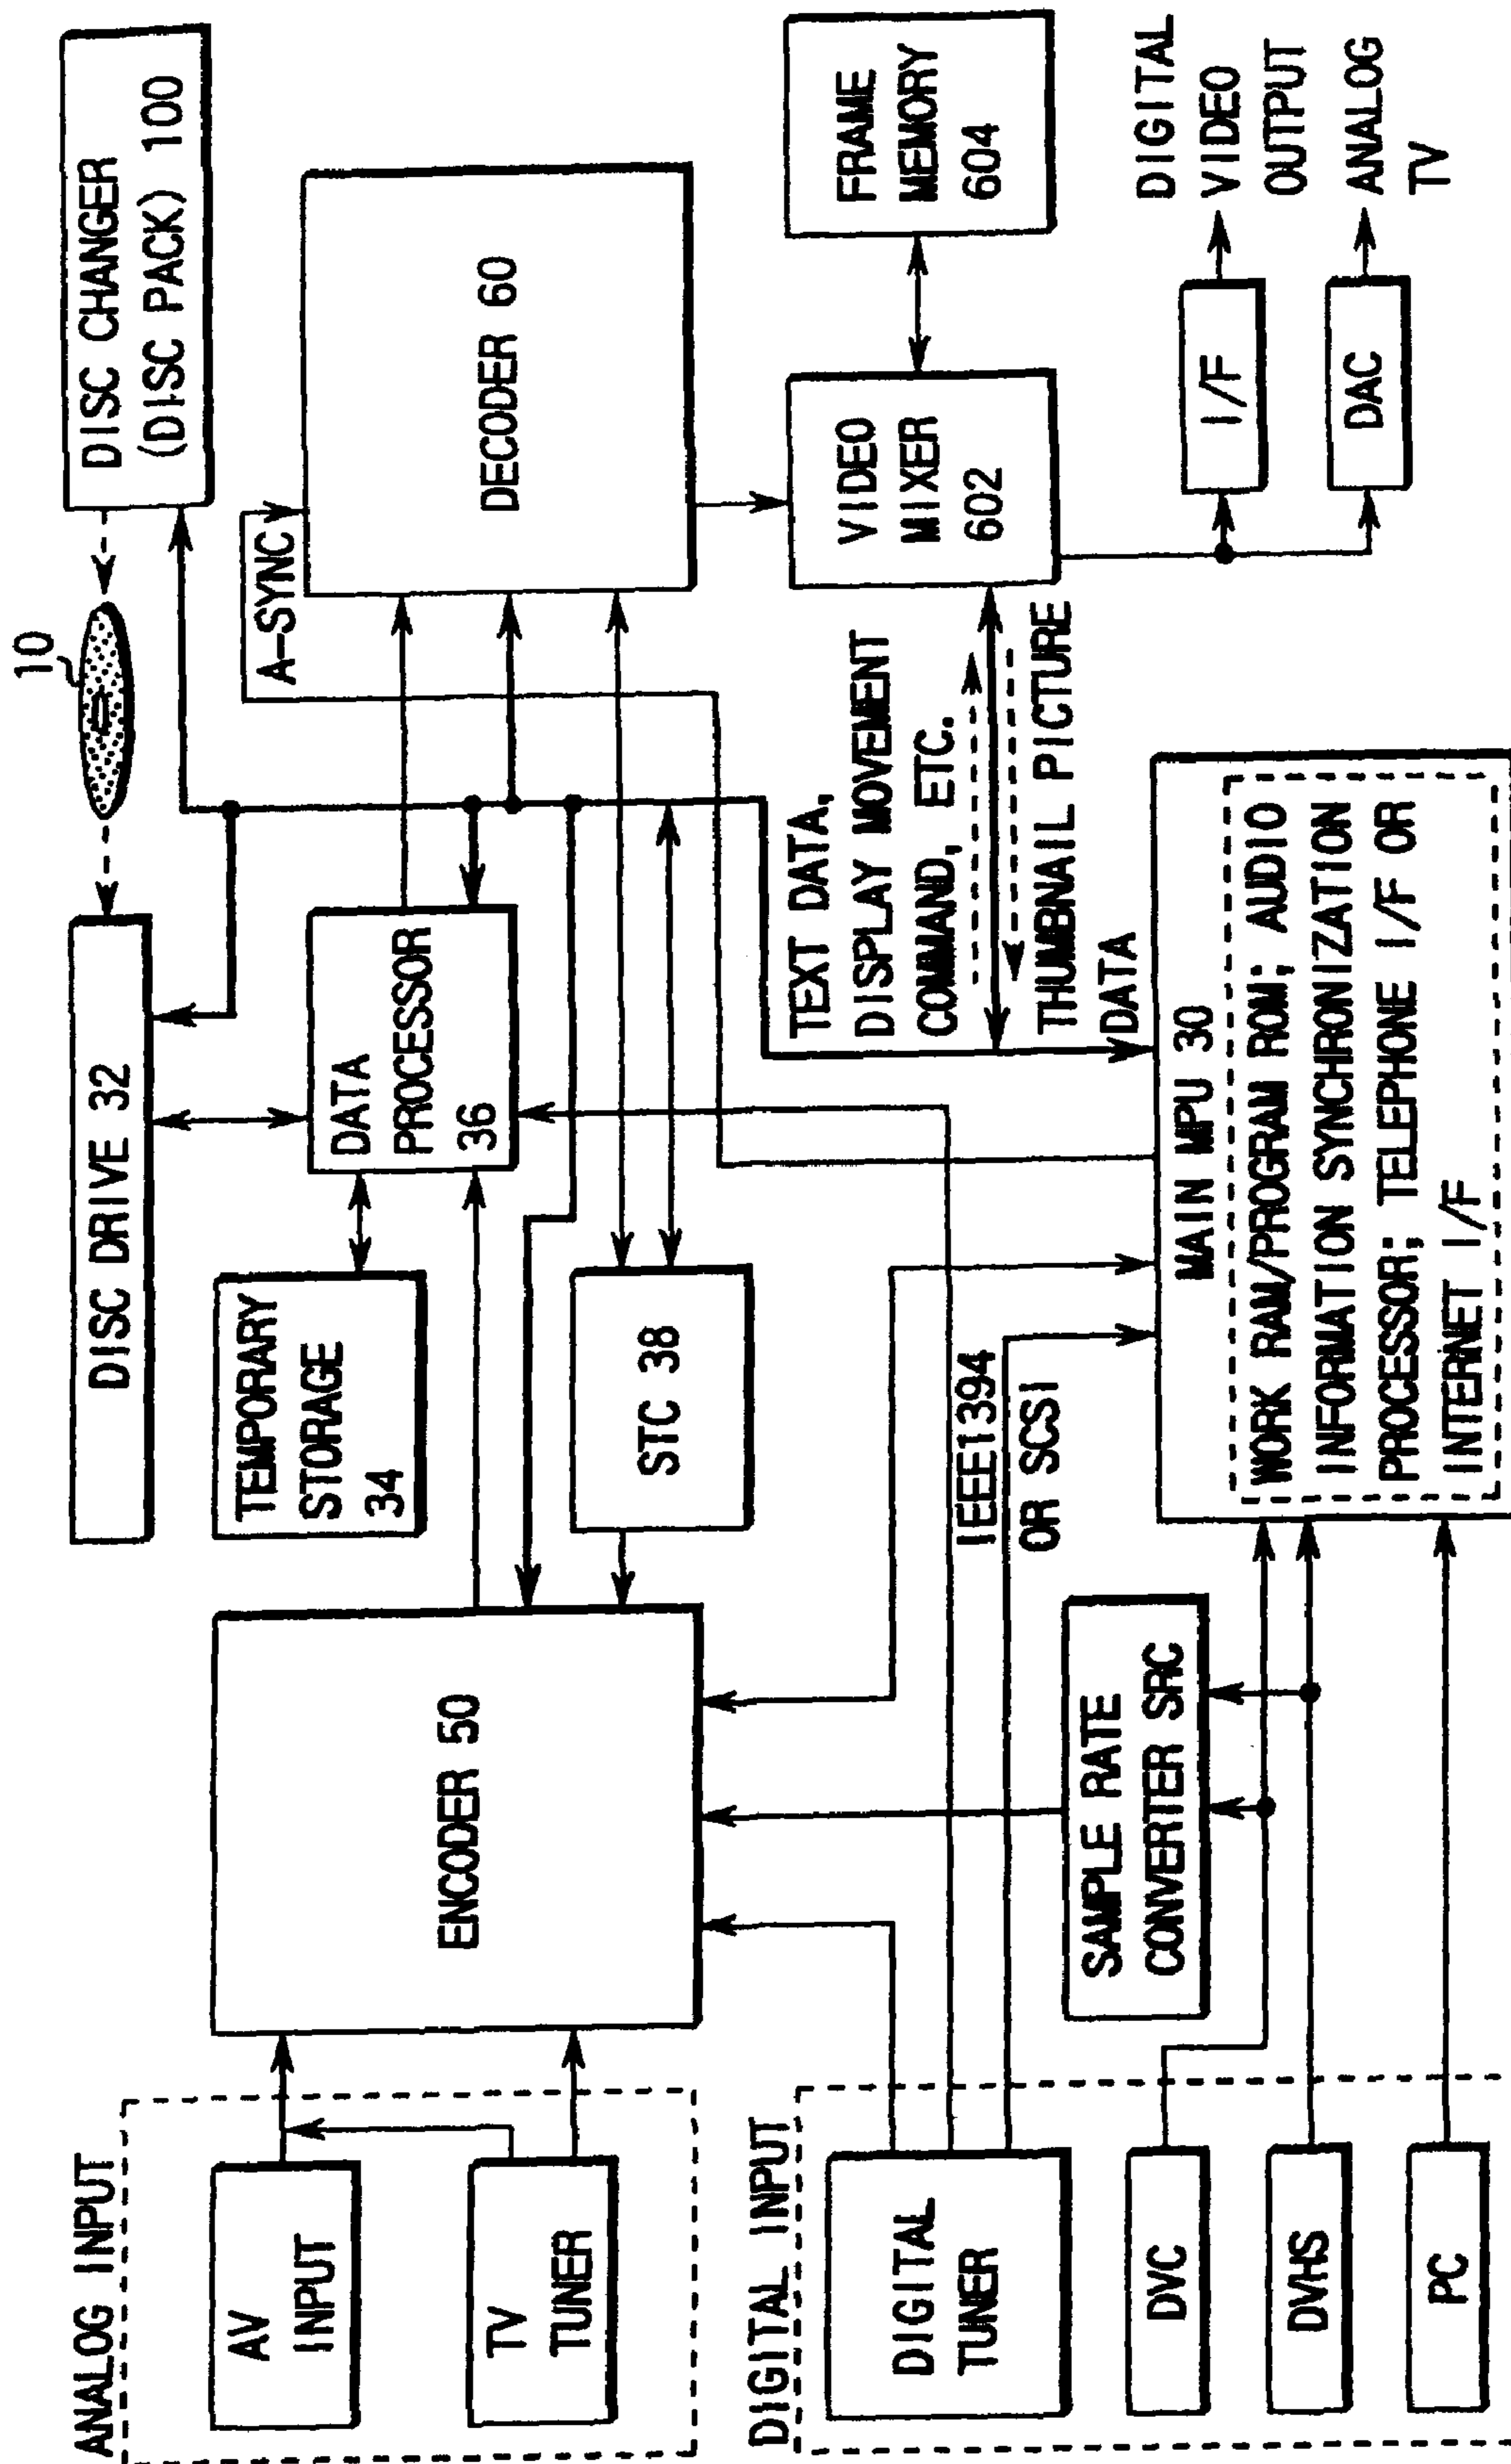 ANALOG INPUT
AV
INPUT
TV
TUNER
DIGITAL INPUT
DIGITAL
TUNER
DVC
DVHS
PC
ENCODER 50
SAMPLE RATE
CONVERTER SRC
IEEE1394
OR SCSI
DISC DRIVE 32
TEMPORARY
STORAGE
34
DATA
PROCESSOR
36
STC 38
MAIN MPU 30
WORK RAM/PROGRAM ROM; AUDIO
INFORMATION SYNCHRONIZATION
PROCESSOR; TELEPHONE I/F OR
INTERNET I/F
TEXT DATA,
DISPLAY MOVEMENT
COMMAND, ETC.
THUMBNAIL PICTURE
DATA
10
A-SYNC
DISC CHANGER
(DISC PACK) 100
DECODER 60
VIDEO
MIXER
602
FRAME
MEMORY
604
I/F
DAC
DIGITAL
VIDEO
OUTPUT
ANALOG
TV